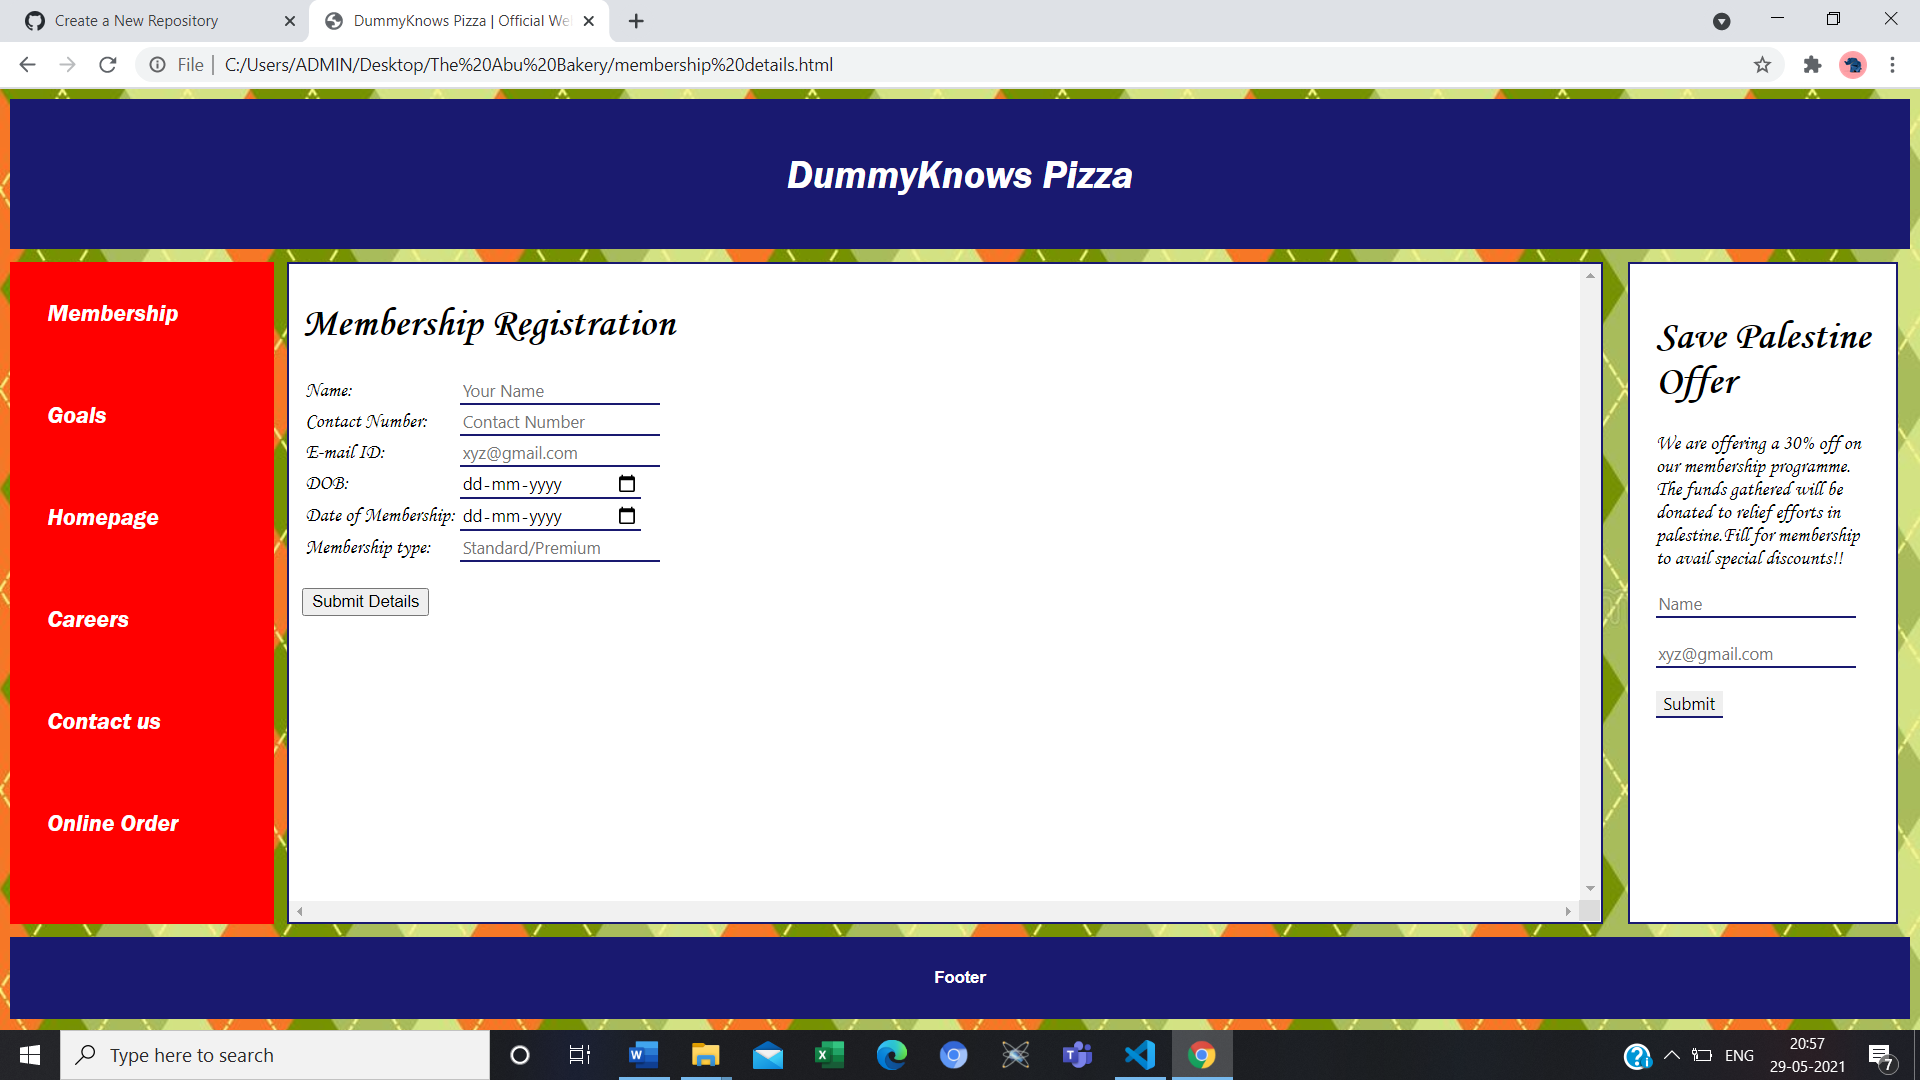 Create a New Repository
DummyKnows Pizza | Official We
File
C:/Users/ADMIN/Desktop/The%20Abu%20Bakery/membership%20details.html
DummyKnows Pizza
Membership
Goals
Homepage
Careers
Contact us
Online Order
Membership Registration
Name: Your Name
Contact Number: Contact Number
E-mail ID: xyz@gmail.com
DOB: dd-mm-yyyy
Date of Membership: dd-mm-yyyy
Membership type: Standard/Premium
Submit Details
Save Palestine
Offer
We are offering a 30% off on
our membership programme.
The funds gathered will be
donated to relief efforts in
palestine.Fill for membership
to avail special discounts!!
Name
xyz@gmail.com
Submit
Footer
Type here to search
ENG
20:57
29-05-2021
7